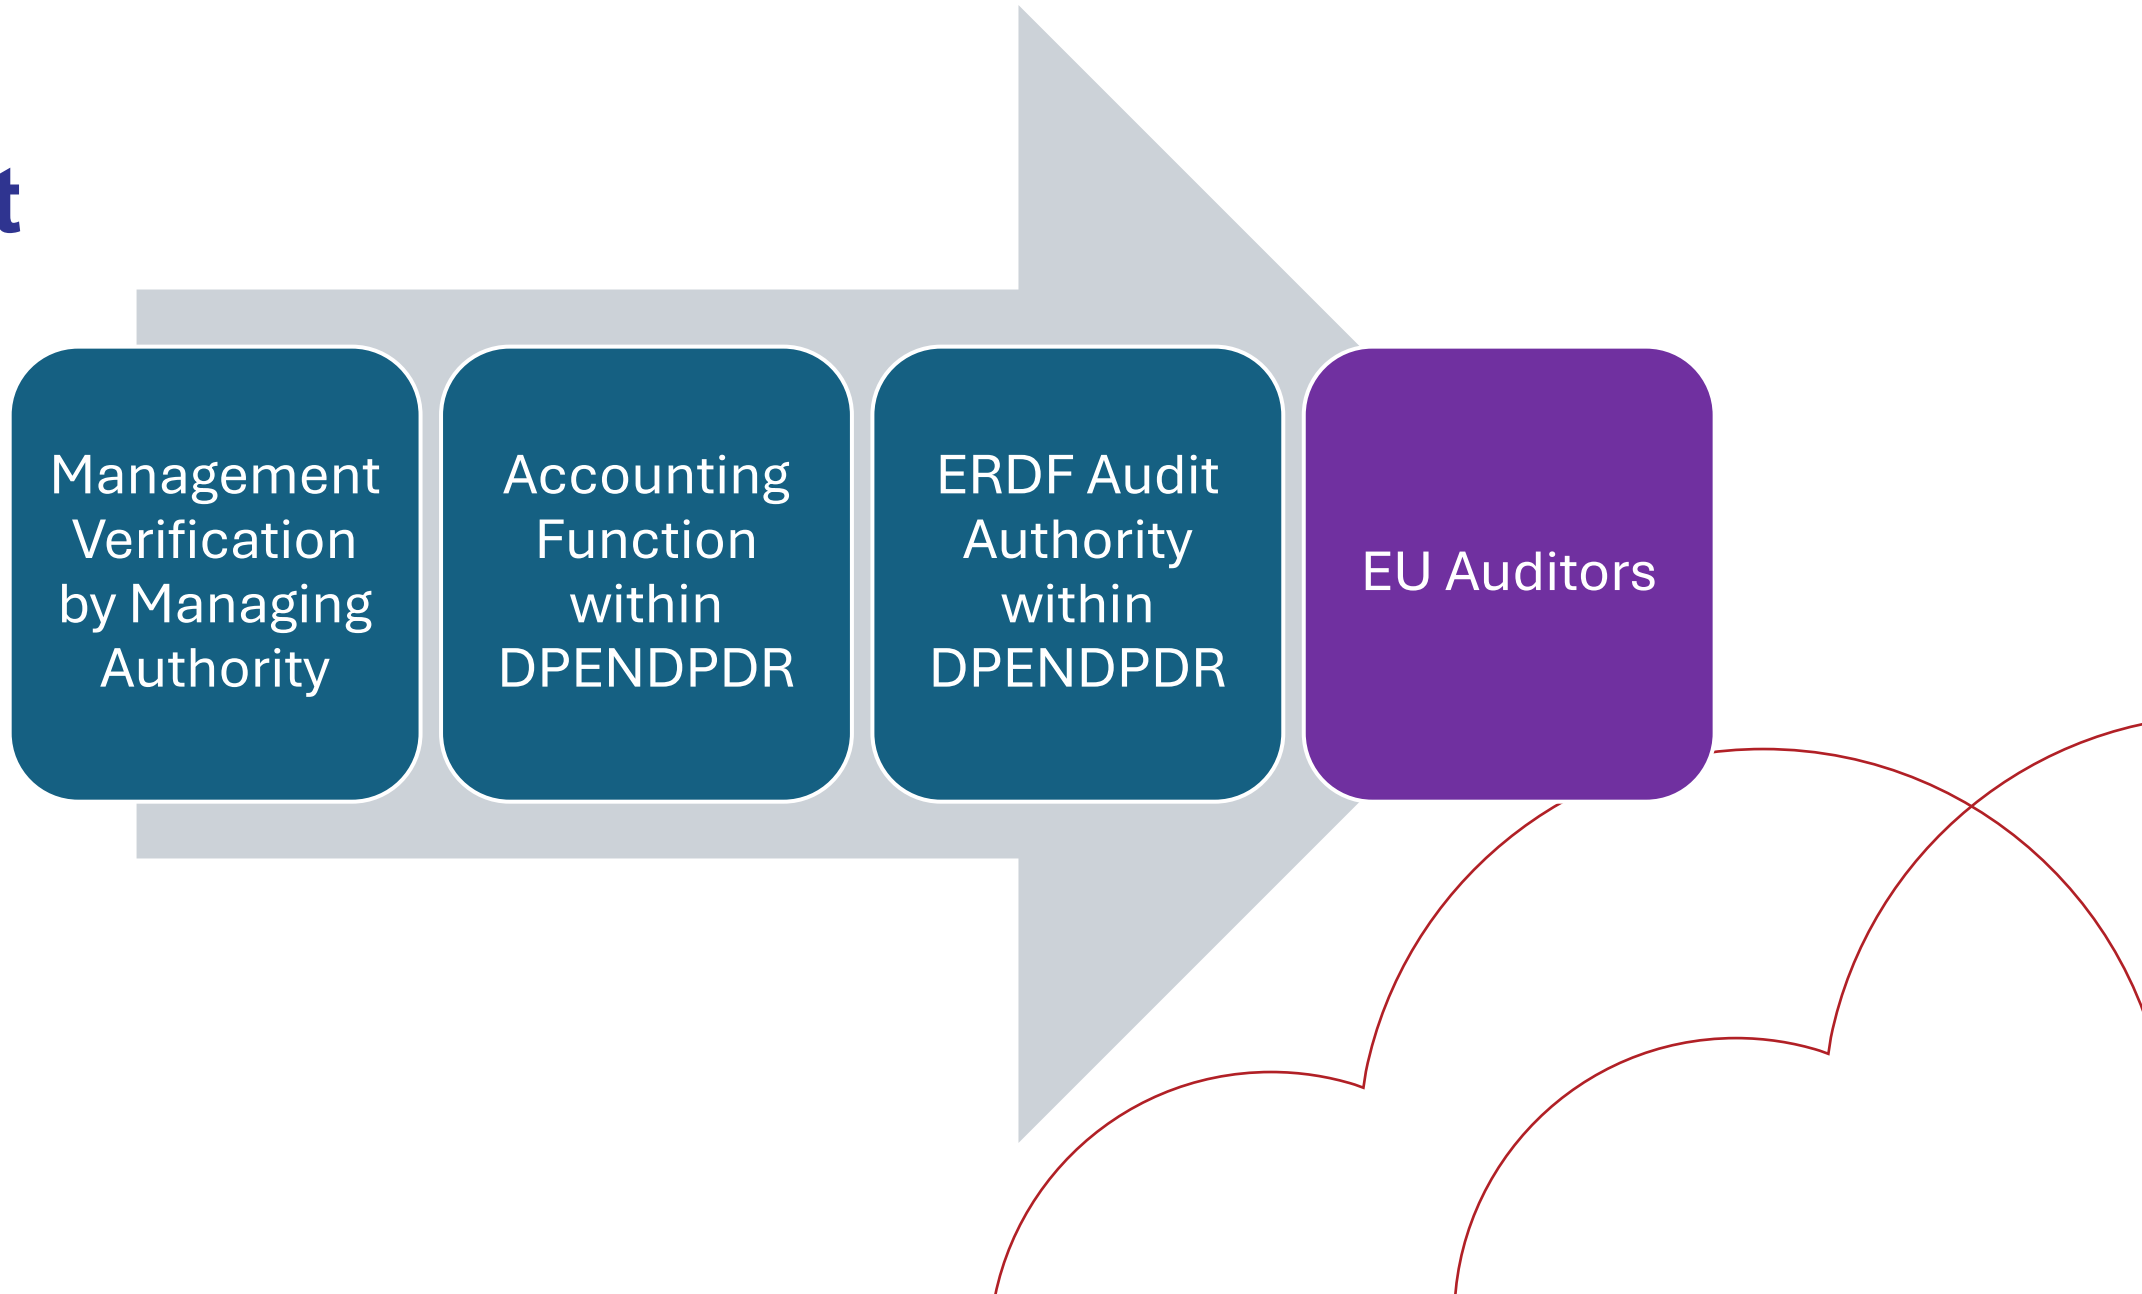 t
Management
Verification
by Managing
Authority
Accounting
Function
within
DPENDPDR
ERDF Audit
Authority
within
DPENDPDR
EU Auditors